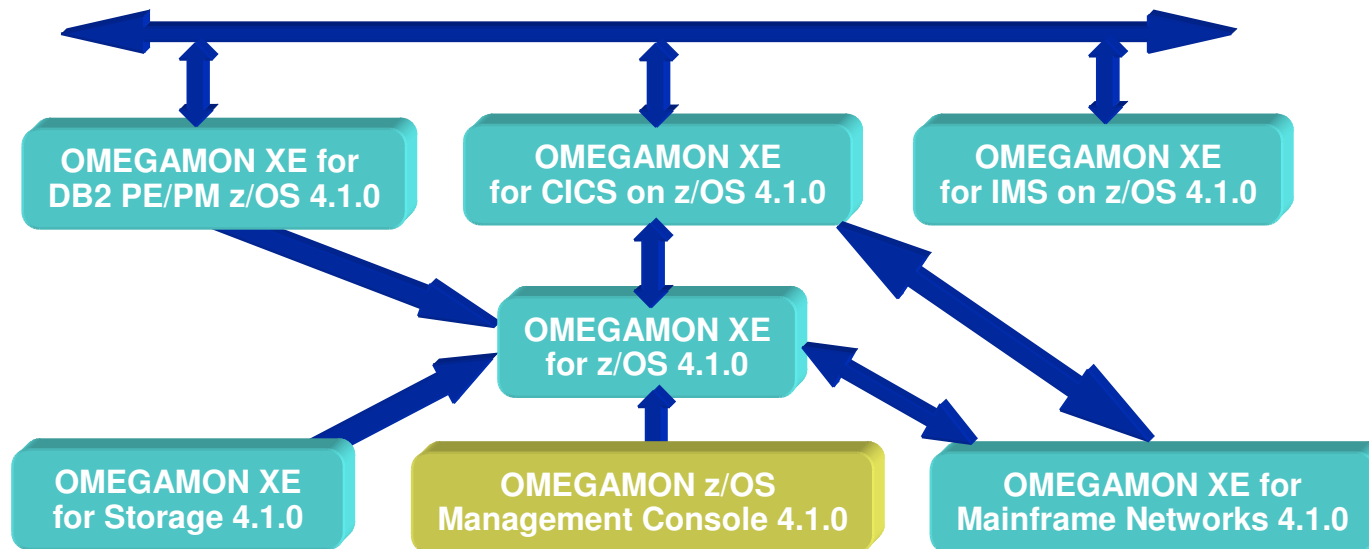 OMEGAMON XE for
DB2 PE/PM z/OS 4.1.0
OMEGAMON XE
for CICS on z/OS 4.1.0
OMEGAMON XE
for IMS on z/OS 4.1.0
OMEGAMON XE
for z/OS 4.1.0
OMEGAMON XE
for Storage 4.1.0
OMEGAMON z/OS
Management Console 4.1.0
OMEGAMON XE for
Mainframe Networks 4.1.0